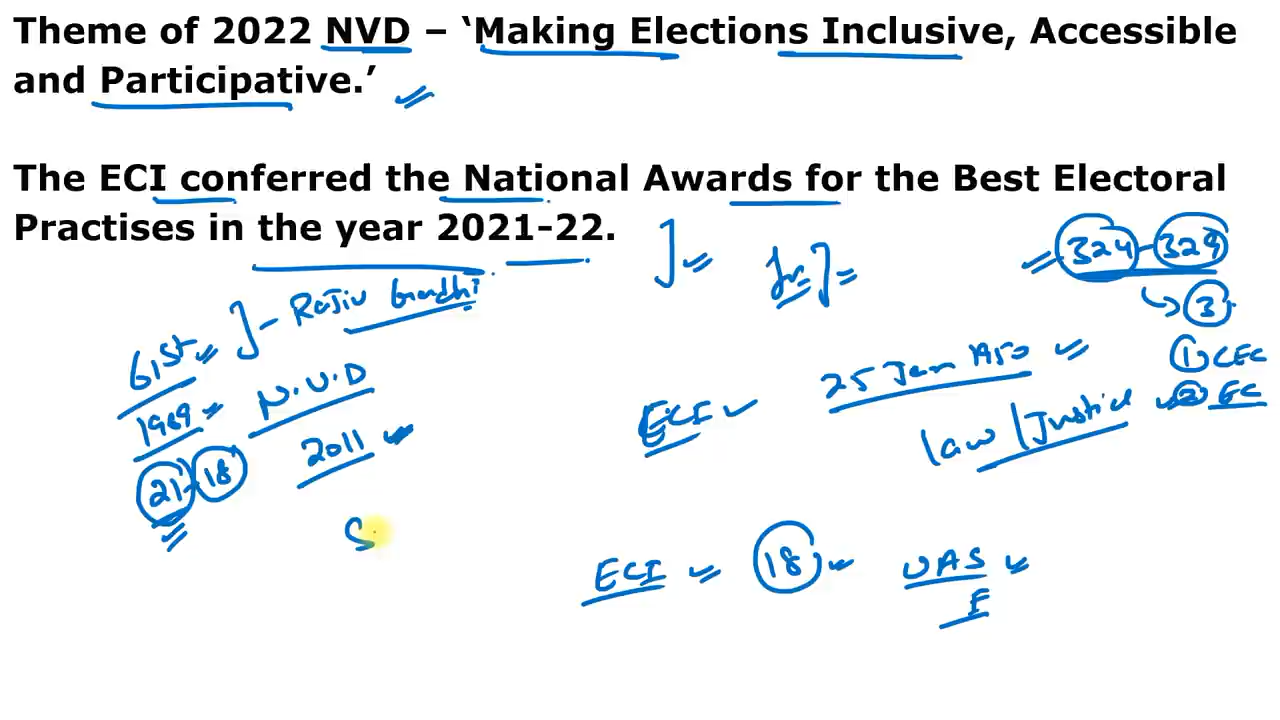 Theme of 2022 NVD – ‘Making Elections Inclusive, Accessible
and Participative.’
The ECI conferred the National Awards for the Best Electoral
Practises in the year 2021-22.
324 - 329
3
61st ] - Rajiv Gandhi
1989
N.V.D
21-18
2011
ECI
25 Jan 1950
law / Justice
① CEC
② EC
S
ECI
18
UAS